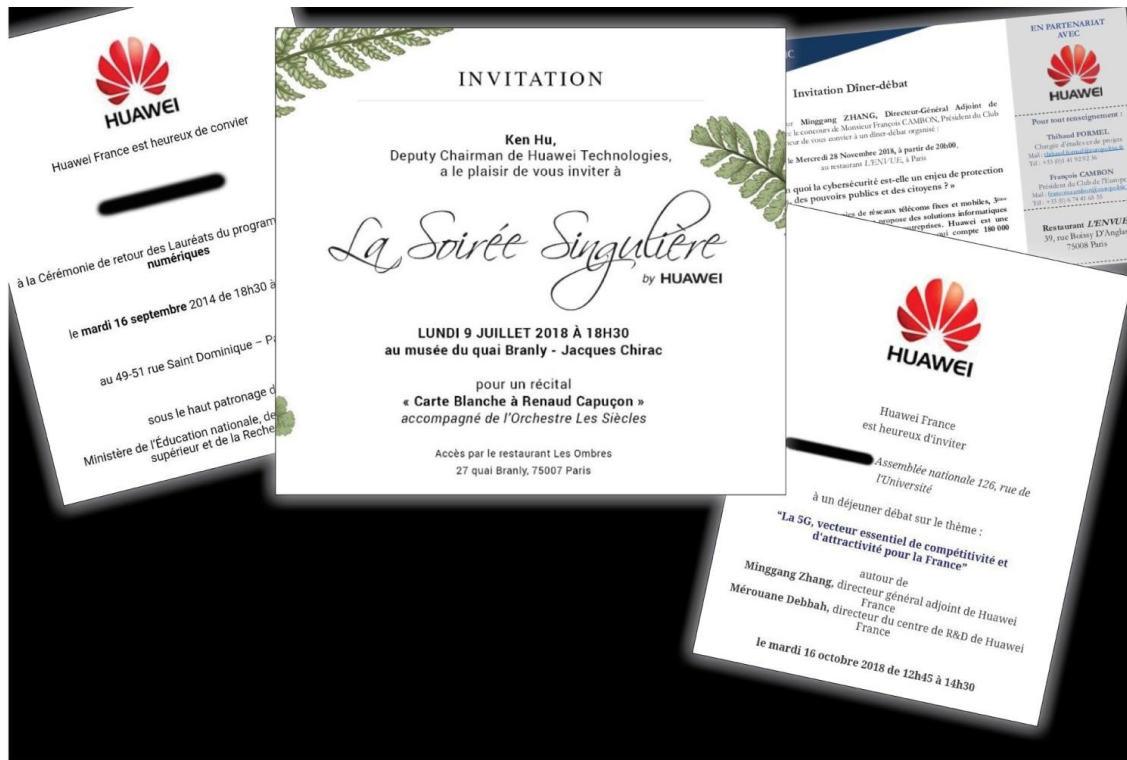 HUAWEI
Huawei France est heureux de convier
à la Cérémonie de retour des Lauréats du program
numériques
le mardi 16 septembre 2014 de 18h30 à
au 49-51 rue Saint Dominique –
sous le haut patronage
Ministère de l'Éducation nationale, de
supérieur et de la Reche
INVITATION
Ken Hu,
Deputy Chairman de Huawei Technologies,
a le plaisir de vous inviter à
La Soirée Singulière
by HUAWEI
LUNDI 9 JUILLET 2018 À 18H30
au musée du quai Branly - Jacques Chirac
pour un récital
« Carte Blanche à Renaud Capuçon »
accompagné de l'Orchestre Les Siècles
Accès par le restaurant Les Ombres
27 quai Branly, 75007 Paris
Invitation Dîner-débat
Minggang ZHANG, Directeur-Général Adjoint de
le concours de Monsieur François CAMBON, Président du Club
de vous convier à un dîner-débat organisé :
le Mercredi 28 Novembre 2018, à partir de 20h00,
au restaurant L'ENVUE, à Paris
n quoi la cybersécurité est-elle un enjeu de protection
des pouvoirs publics et des citoyens ? »
de réseaux télécoms fixes et mobiles,
propose des solutions informatiques
Huawei est une
compte 180 000
EN PARTENARIAT
AVEC
HUAWEI
Pour tout renseignement :
Thibaud FORMEL
Chargé d'études et de projets
François CAMBON
Président du Club de l'Europe
Restaurant L'ENVUE
39, rue Boissy D'Anglas
75008 Paris
HUAWEI
Huawei France
est heureux d'inviter
Assemblée nationale 126, rue de
l'Université
à un déjeuner débat sur le thème :
"La 5G, vecteur essentiel de compétitivité et
d'attractivité pour la France"
autour de
Minggang Zhang, directeur général adjoint de Huawei
France
Mérouane Debbah, directeur du centre de R&D de Huawei
France
le mardi 16 octobre 2018 de 12h45 à 14h30